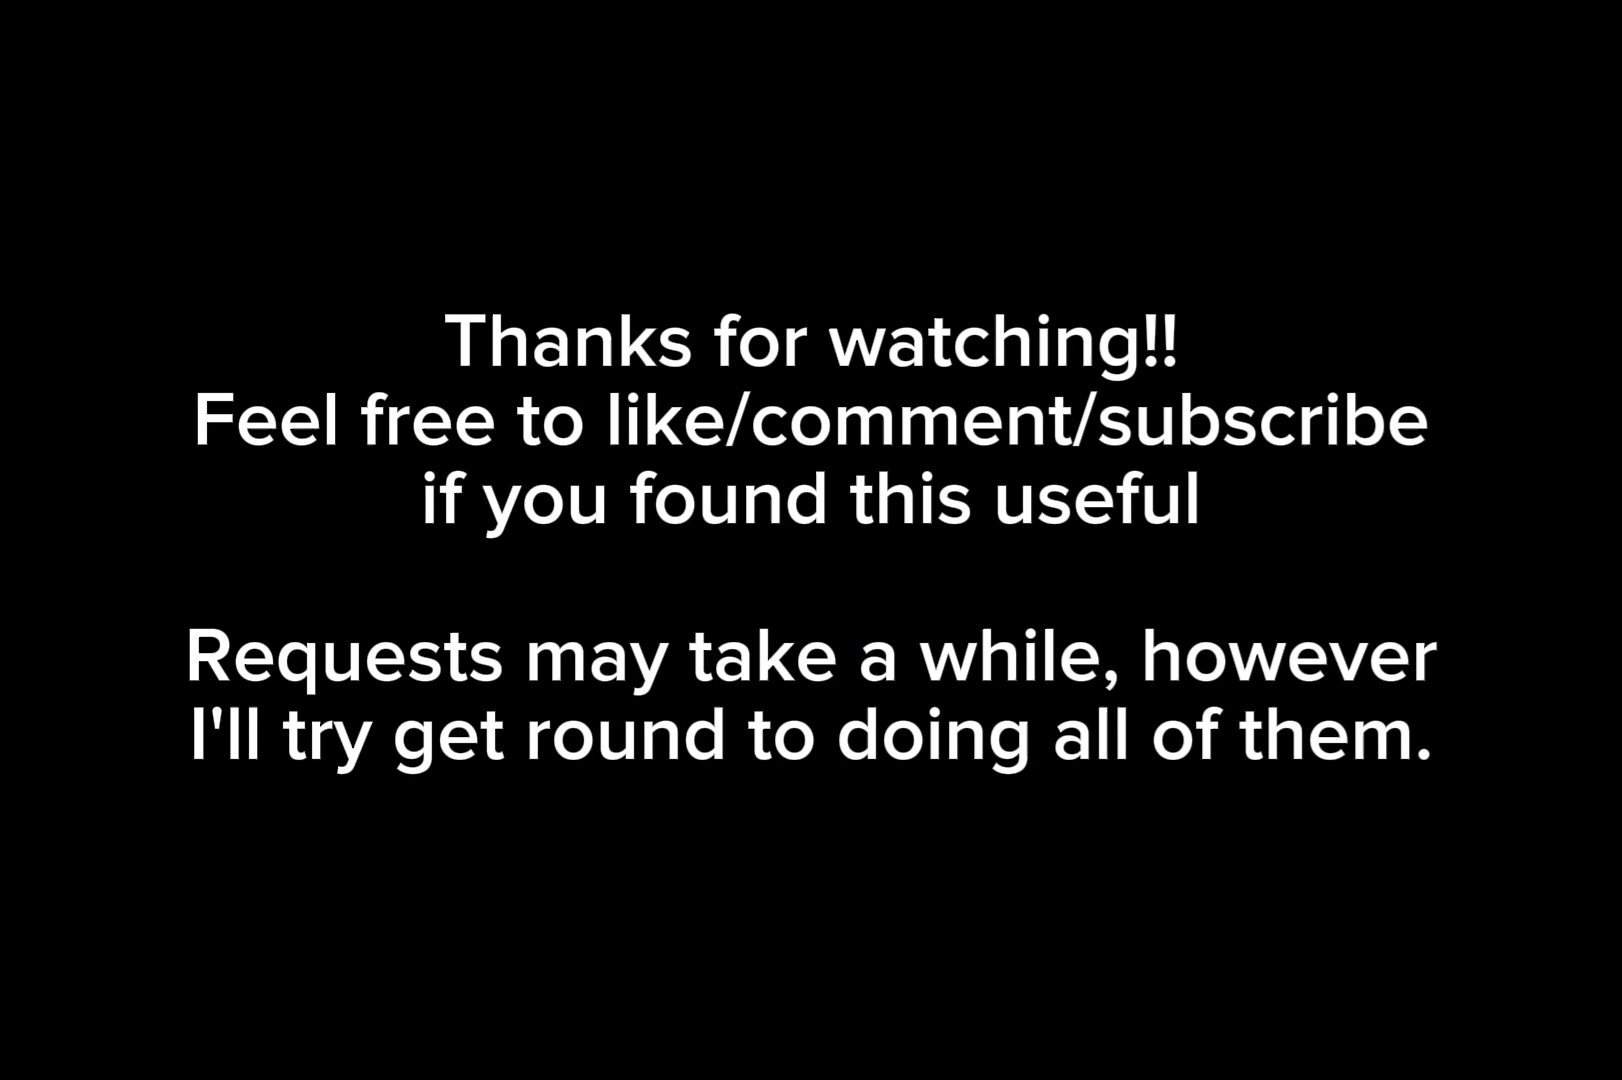 Thanks for watching!!
Feel free to like/comment/subscribe
if you found this useful
Requests may take a while, however
I'll try get round to doing all of them.